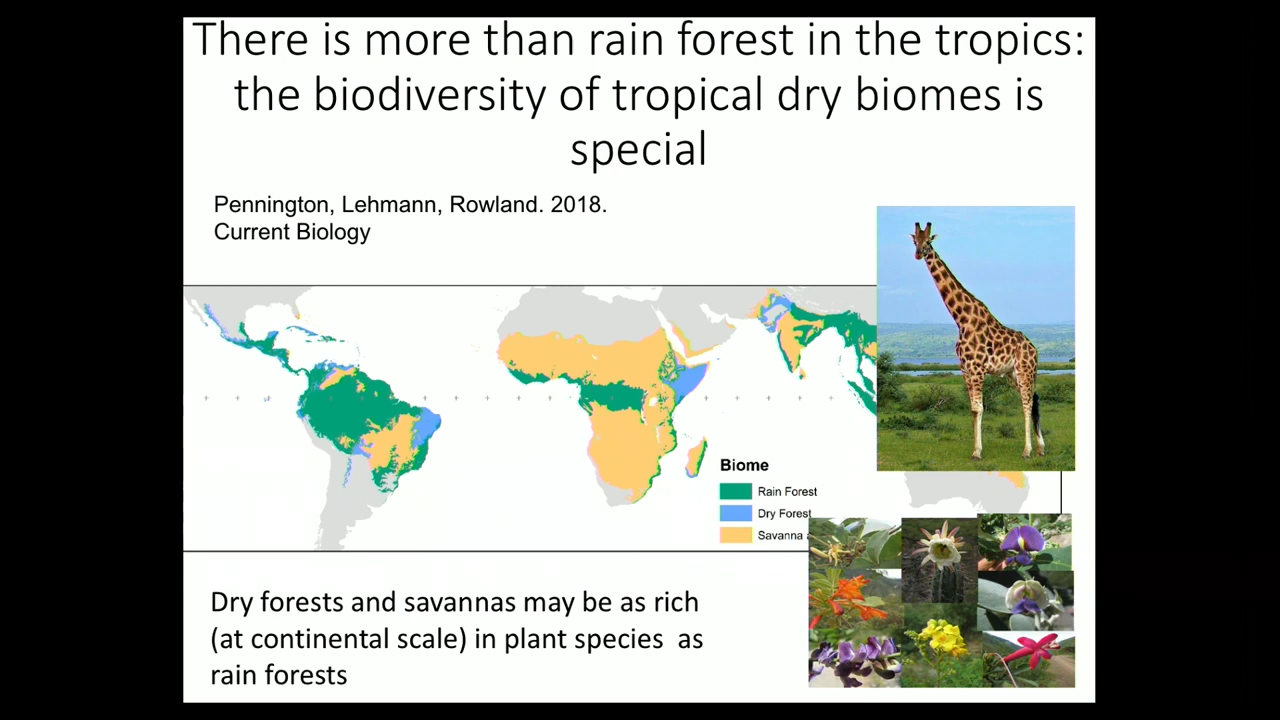 There is more than rain forest in the tropics:
the biodiversity of tropical dry biomes is
special
Pennington, Lehmann, Rowland. 2018.
Current Biology
Biome
Rain Forest
Dry Forest
Savanna
Dry forests and savannas may be as rich
(at continental scale) in plant species as
rain forests